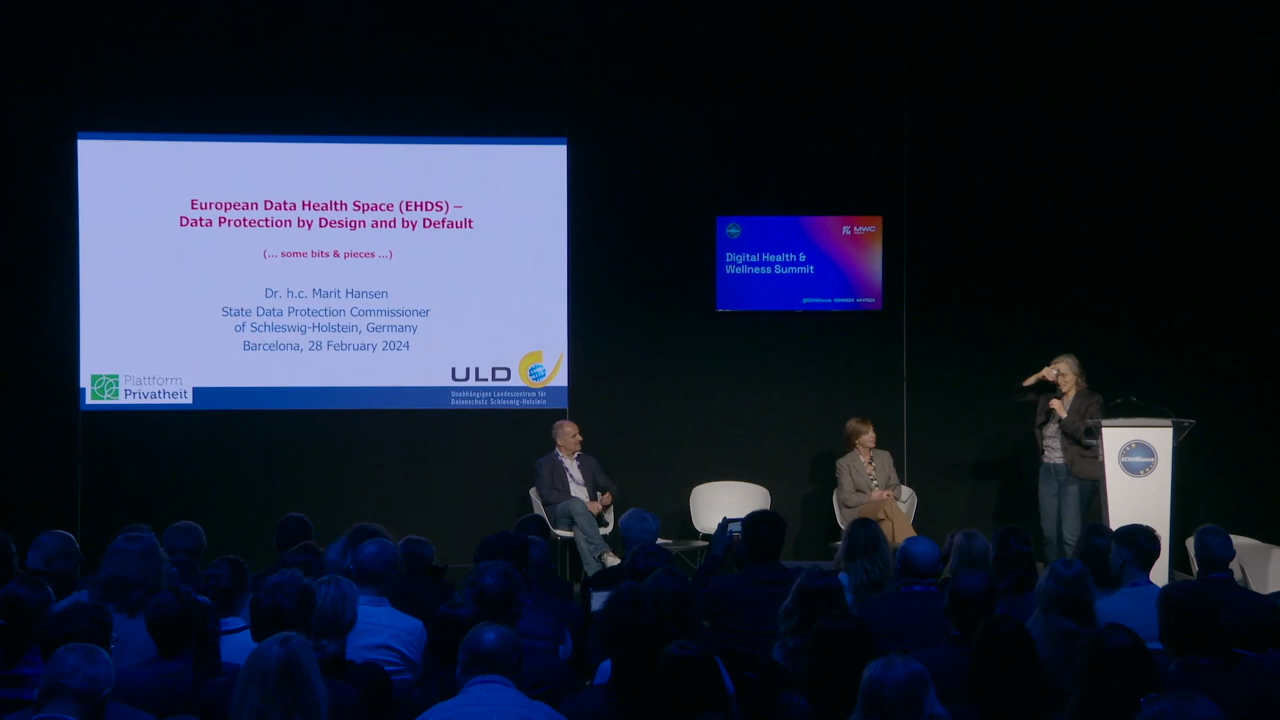 European Data Health Space (EHDS) –
Data Protection by Design and by Default
(... some bits & pieces ...)
Dr. h.c. Marit Hansen
State Data Protection Commissioner
of Schleswig-Holstein, Germany
Barcelona, 28 February 2024
Plattform
Privatheit
ULD
Unabhängiges Landeszentrum für
Datenschutz Schleswig-Holstein
MWC
Digital Health &
Wellness Summit
ECHAlliance